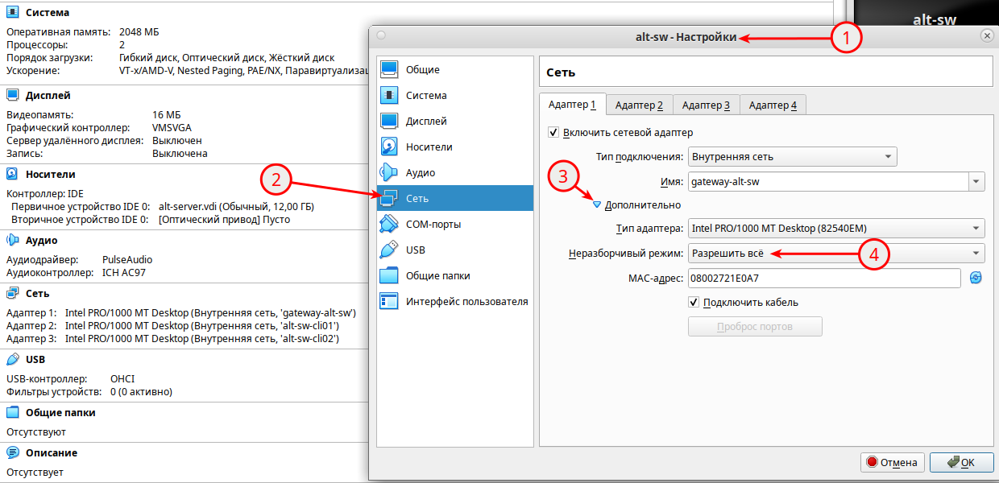 Система
Оперативная память: 2048 МБ
Процессоры: 2
Порядок загрузки: Гибкий диск, Оптический диск, Жёсткий диск
Ускорение: VT-x/AMD-V, Nested Paging, PAE/NX,
Дисплей
Видеопамять: 16 МБ
Графический контроллер: VMSVGA
Сервер удалённого дисплея: Выключен
Запись: Выключена
Носители
Контроллер: IDE
Первичное устройство IDE 0: alt-server.vdi (Обычный, 12,00 ГБ)
Вторичное устройство IDE 0: [Оптический привод] Пусто
Аудио
Аудиодрайвер: PulseAudio
Аудиоконтроллер: ICH AC97
Сеть
Адаптер 1: Intel PRO/1000 MT Desktop (Внутренняя сеть, 'gateway-alt-sw')
Адаптер 2: Intel PRO/1000 MT Desktop (Внутренняя сеть, 'alt-sw-cli01')
Адаптер 3: Intel PRO/1000 MT Desktop (Внутренняя сеть, 'alt-sw-cli02')
USB
USB-контроллер: OHCI
Фильтры устройств: 0 (0 активно)
Общие папки
Отсутствуют
Описание
Отсутствует
alt-sw
alt-sw - Настройки
1
Общие
Система
Дисплей
Носители
Аудио
2
Сеть
COM-порты
USB
Общие папки
Интерфейс пользователя
Сеть
Адаптер 1 Адаптер 2 Адаптер 3 Адаптер 4
Включить сетевой адаптер
Тип подключения: Внутренняя сеть
Имя: gateway-alt-sw
3
Дополнительно
Тип адаптера: Intel PRO/1000 MT Desktop (82540EM)
Неразборчивый режим: Разрешить всё
4
MAC-адрес: 08002721E0A7
Подключить кабель
Проброс портов
Отмена OK